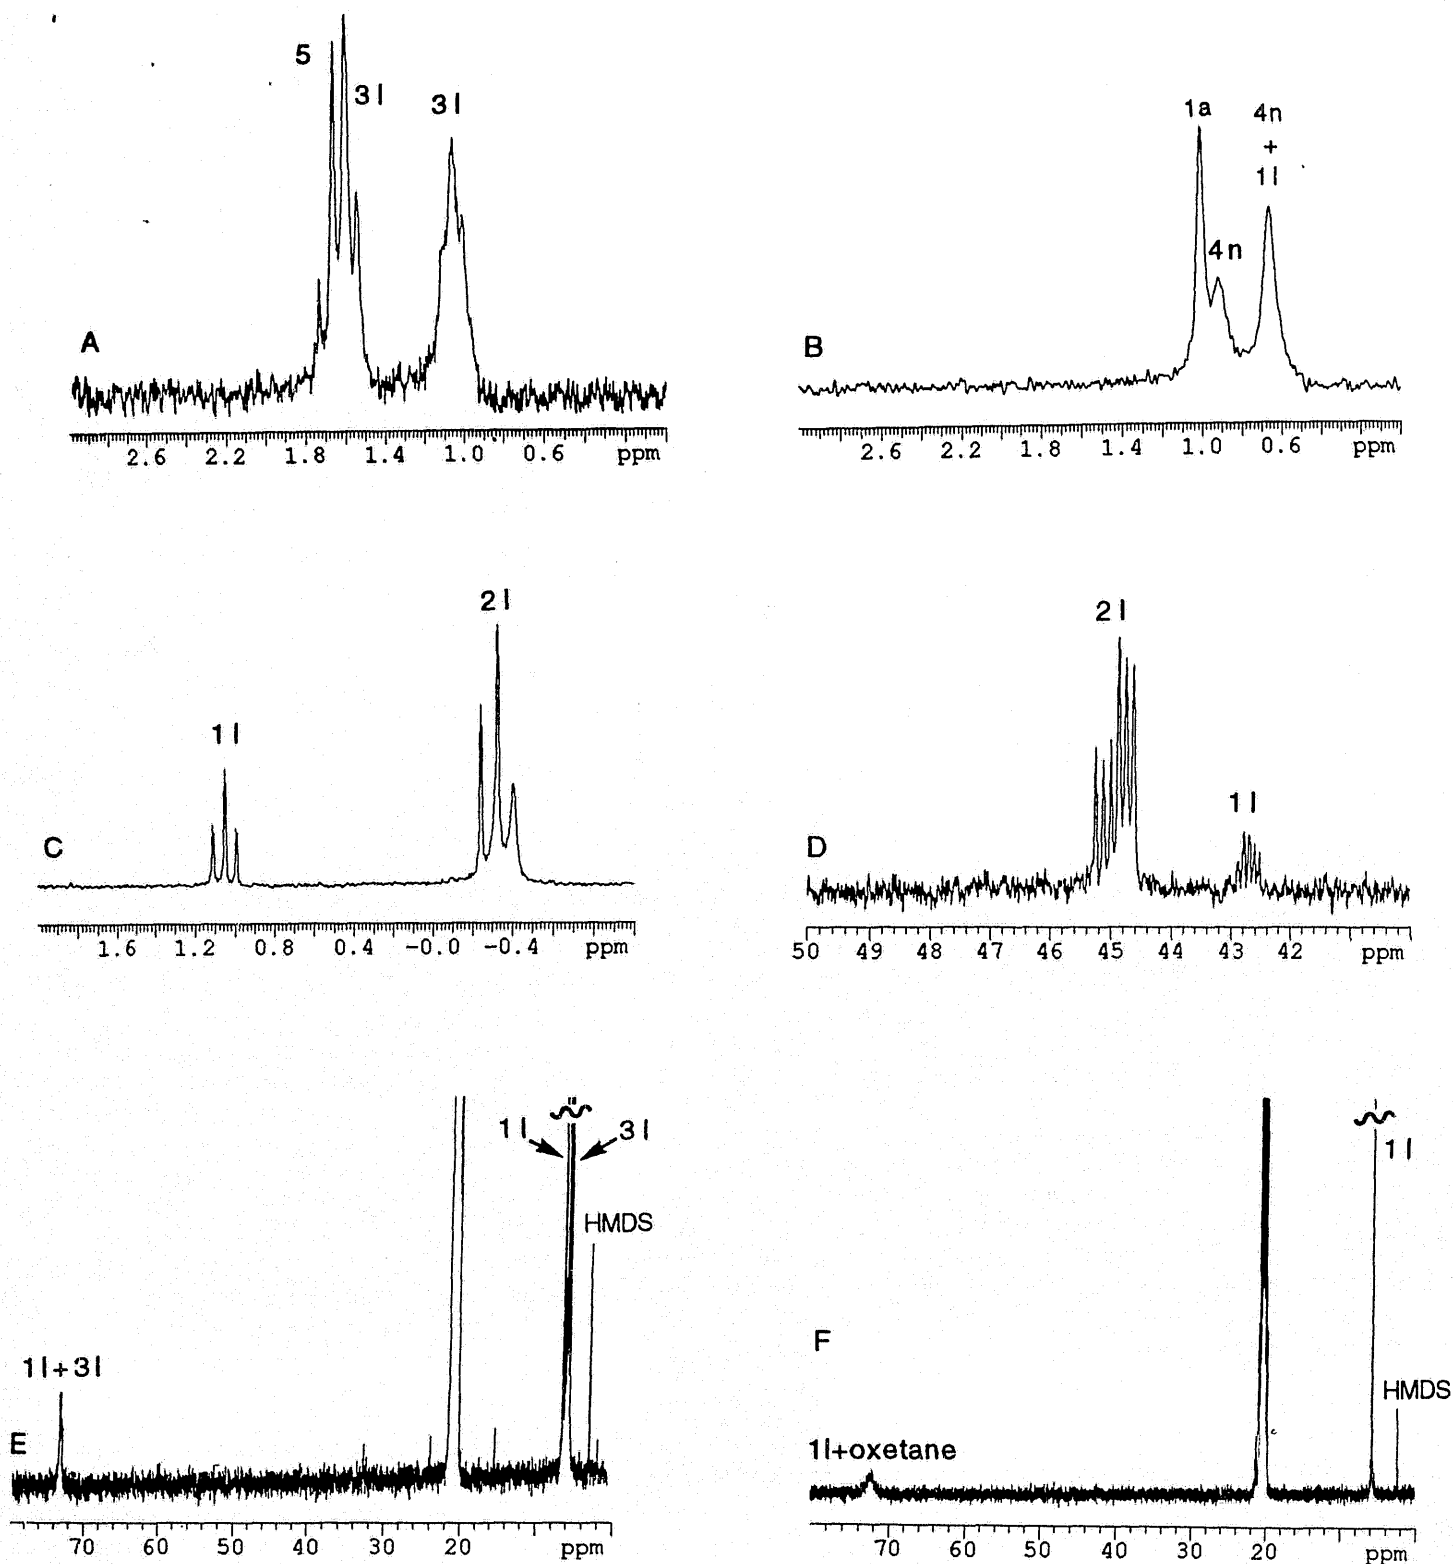 5
3l
3l
A
2.6 2.2 1.8 1.4 1.0 0.6 ppm
1a
4n
+
1l
4n
B
2.6 2.2 1.8 1.4 1.0 0.6 ppm
2l
1l
C
1.6 1.2 0.8 0.4 -0.0 -0.4 ppm
2l
1l
D
50 49 48 47 46 45 44 43 42 ppm
1l
3l
HMDS
1l+3l
E
70 60 50 40 30 20 ppm
1l
HMDS
F
1l+oxetane
70 60 50 40 30 20 ppm